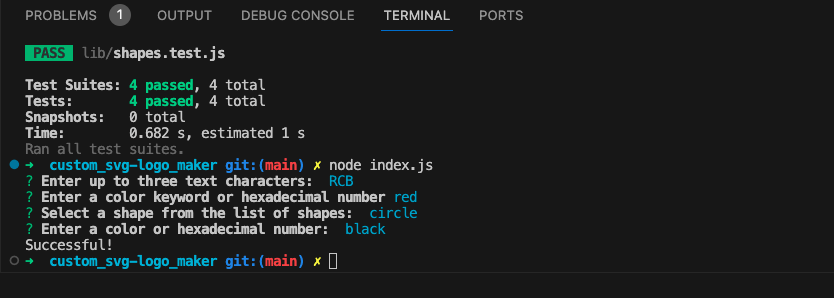 PROBLEMS 1 OUTPUT DEBUG CONSOLE TERMINAL PORTS
PASS lib/shapes.test.js
Test Suites: 4 passed, 4 total
Tests: 4 passed, 4 total
Snapshots: 0 total
Time: 0.682 s, estimated 1 s
Ran all test suites.
➜ custom_svg-logo_maker git:(main) ✗ node index.js
? Enter up to three text characters: RCB
? Enter a color keyword or hexadecimal number red
? Select a shape from the list of shapes: circle
? Enter a color or hexadecimal number: black
Successful!
➜ custom_svg-logo_maker git:(main) ✗